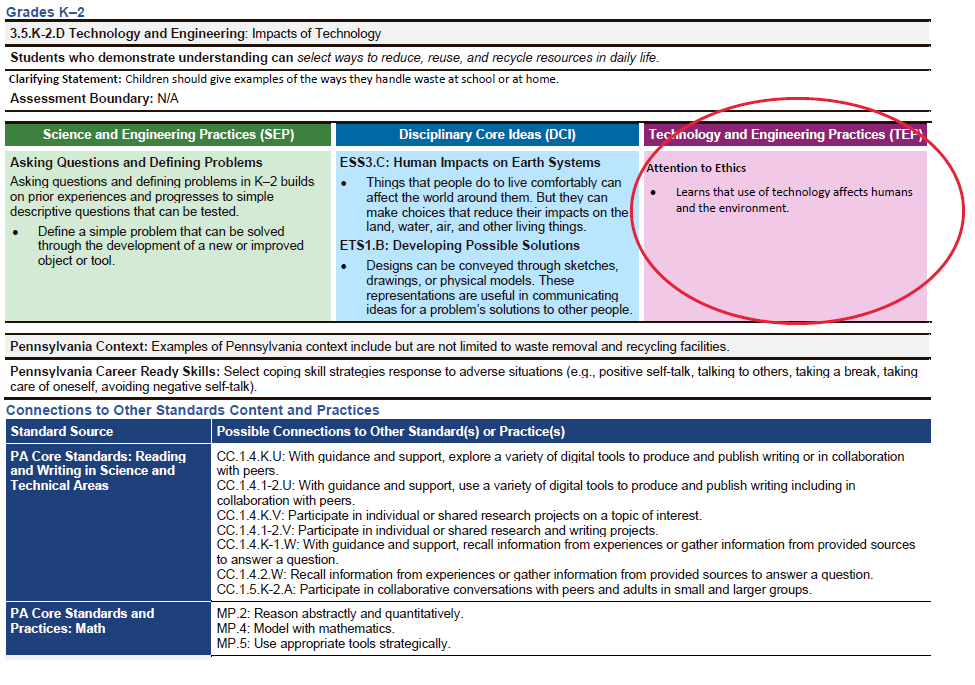 Grades K–2
3.5.K-2.D Technology and Engineering: Impacts of Technology
Students who demonstrate understanding can select ways to reduce, reuse, and recycle resources in daily life.
Clarifying Statement: Children should give examples of the ways they handle waste at school or at home.
Assessment Boundary: N/A
Science and Engineering Practices (SEP)
Asking Questions and Defining Problems
Asking questions and defining problems in K–2 builds
on prior experiences and progresses to simple
descriptive questions that can be tested.
• Define a simple problem that can be solved
through the development of a new or improved
object or tool.
Disciplinary Core Ideas (DCI)
ESS3.C: Human Impacts on Earth Systems
• Things that people do to live comfortably can
affect the world around them. But they can
make choices that reduce their impacts on the
land, water, air, and other living things.
ETS1.B: Developing Possible Solutions
• Designs can be conveyed through sketches,
drawings, or physical models. These
representations are useful in communicating
ideas for a problem's solutions to other people.
Technology and Engineering Practices (TEP)
Attention to Ethics
• Learns that use of technology affects humans
and the environment.
Pennsylvania Context: Examples of Pennsylvania context include but are not limited to waste removal and recycling facilities.
Pennsylvania Career Ready Skills: Select coping skill strategies response to adverse situations (e.g., positive self-talk, talking to others, taking a break, taking
care of oneself, avoiding negative self-talk).
Connections to Other Standards Content and Practices
Standard Source
Possible Connections to Other Standard(s) or Practice(s)
PA Core Standards: Reading
and Writing in Science and
Technical Areas
CC.1.4.K.U: With guidance and support, explore a variety of digital tools to produce and publish writing or in collaboration
with peers.
CC.1.4.1-2.U: With guidance and support, use a variety of digital tools to produce and publish writing including in
collaboration with peers.
CC.1.4.K.V: Participate in individual or shared research projects on a topic of interest.
CC.1.4.1-2.V: Participate in individual or shared research and writing projects.
CC.1.4.K-1.W: With guidance and support, recall information from experiences or gather information from provided sources
to answer a question.
CC.1.4.2.W: Recall information from experiences or gather information from provided sources to answer a question.
CC.1.5.K-2.A: Participate in collaborative conversations with peers and adults in small and larger groups.
PA Core Standards and
Practices: Math
MP.2: Reason abstractly and quantitatively.
MP.4: Model with mathematics.
MP.5: Use appropriate tools strategically.